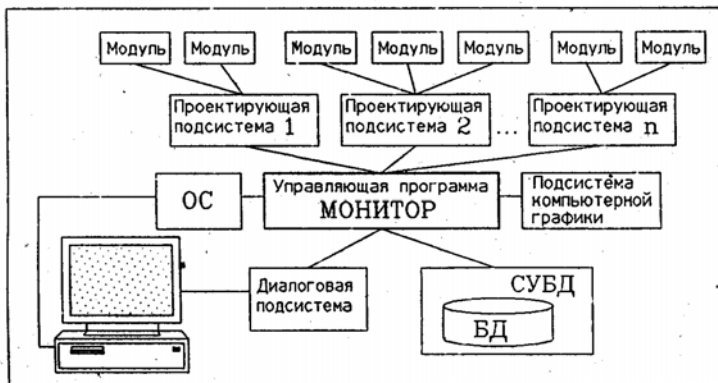 Модуль Модуль Модуль Модуль Модуль Модуль Модуль
Проектирующая
подсистема 1
Проектирующая
подсистема 2
...
Проектирующая
подсистема n
ОС
Управляющая программа
МОНИТОР
Подсистема
компьютерной
графики
Диалоговая
подсистема
СУБД
БД